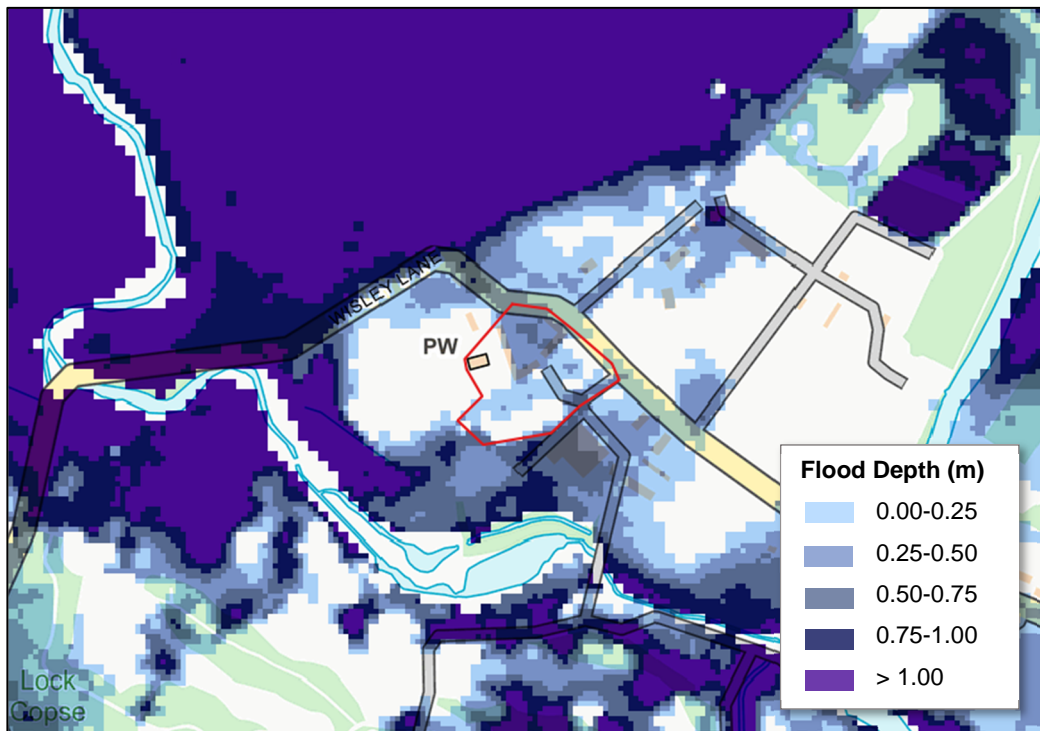 WISLEY LANE
PW
Flood Depth (m)
0.00-0.25
0.25-0.50
0.50-0.75
0.75-1.00
> 1.00
Lock
Copse